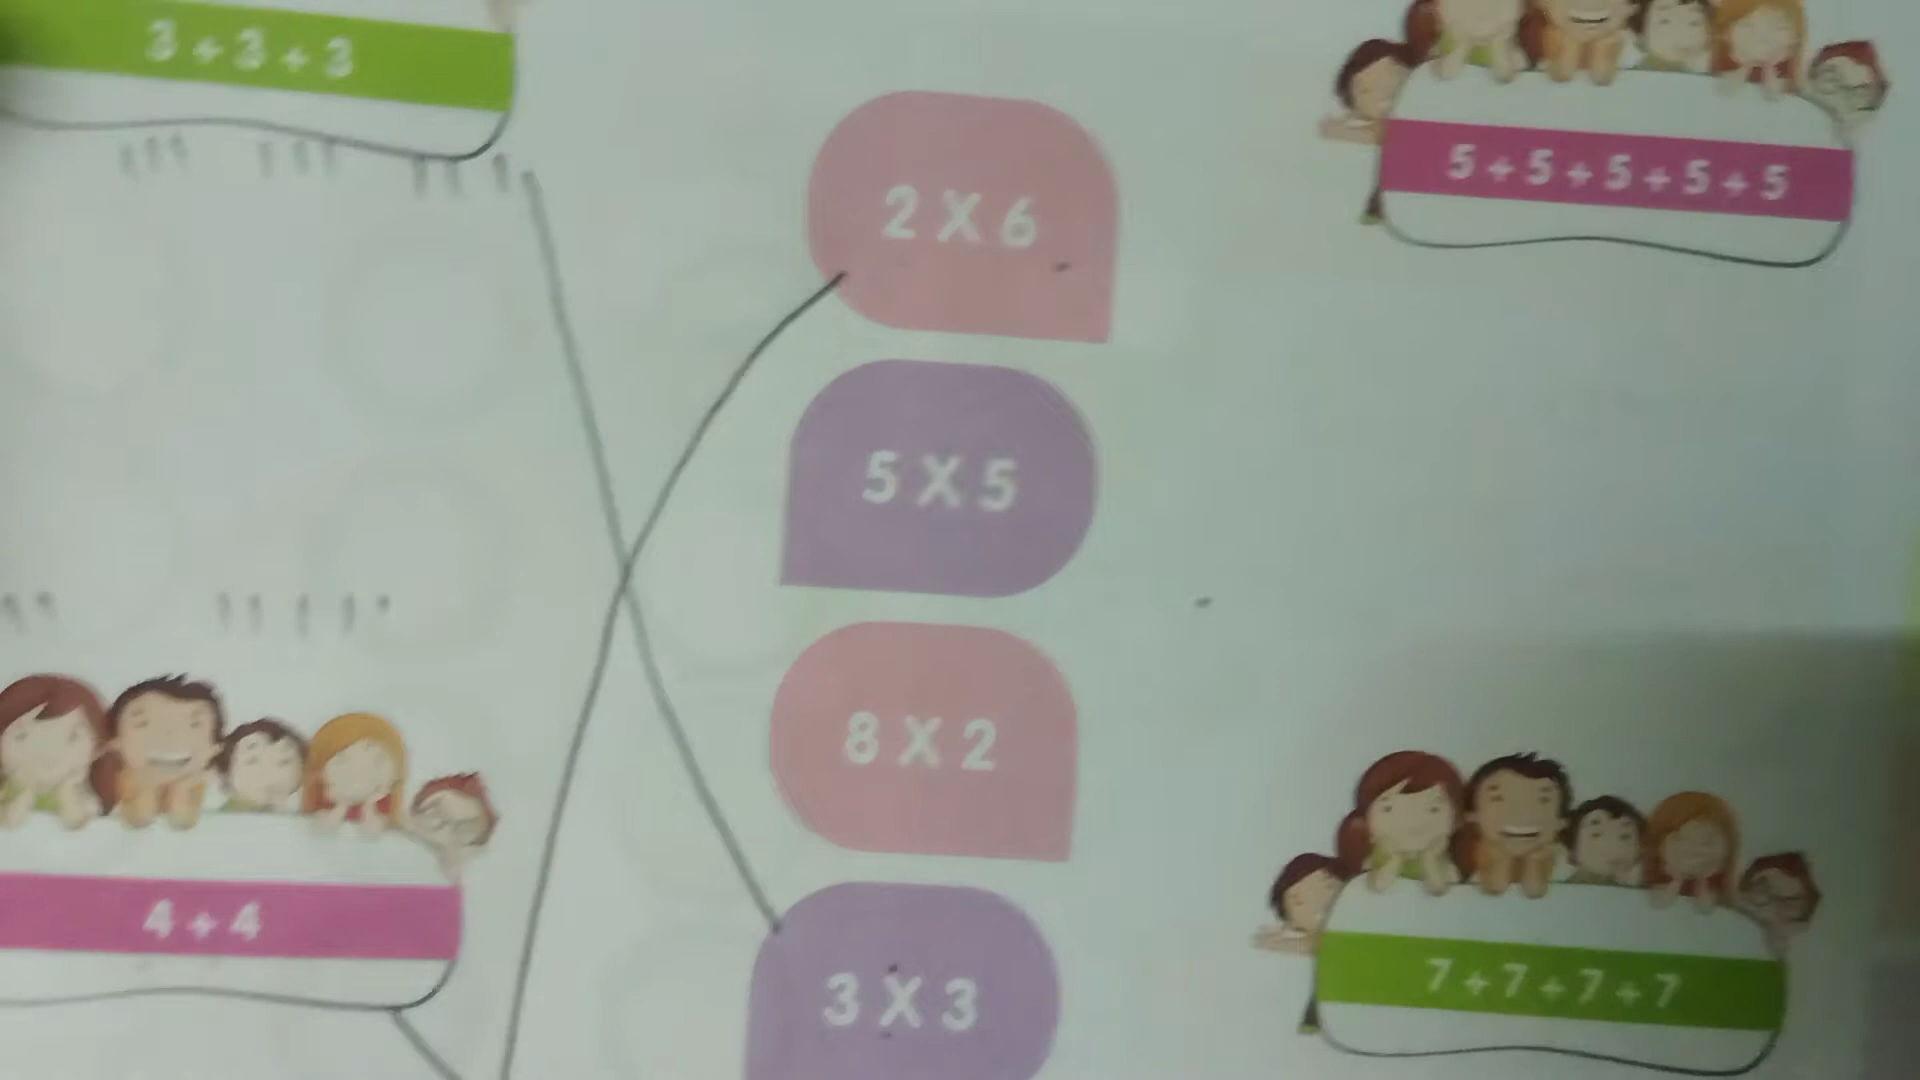 3 + 3 + 3
5 + 5 + 5 + 5 + 5
2 X 6
5 X 5
8 X 2
4 + 4
3 X 3
7 + 7 + 7 + 7